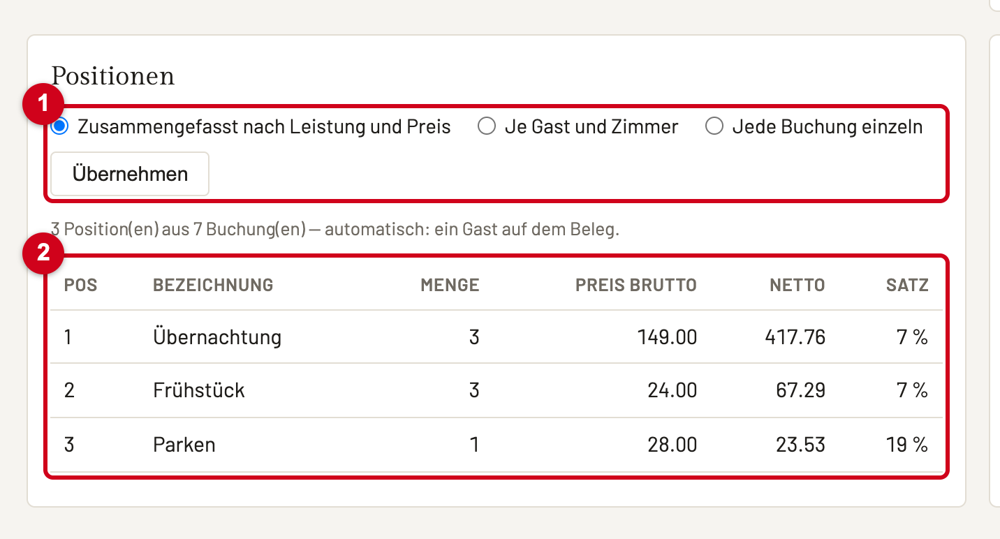 Positionen
1
Zusammengefasst nach Leistung und Preis Je Gast und Zimmer Jede Buchung einzeln
Übernehmen
3 Position(en) aus 7 Buchung(en) — automatisch: ein Gast auf dem Beleg.
2
POS BEZEICHNUNG MENGE PREIS BRUTTO NETTO SATZ
1 Übernachtung 3 149.00 417.76 7 %
2 Frühstück 3 24.00 67.29 7 %
3 Parken 1 28.00 23.53 19 %